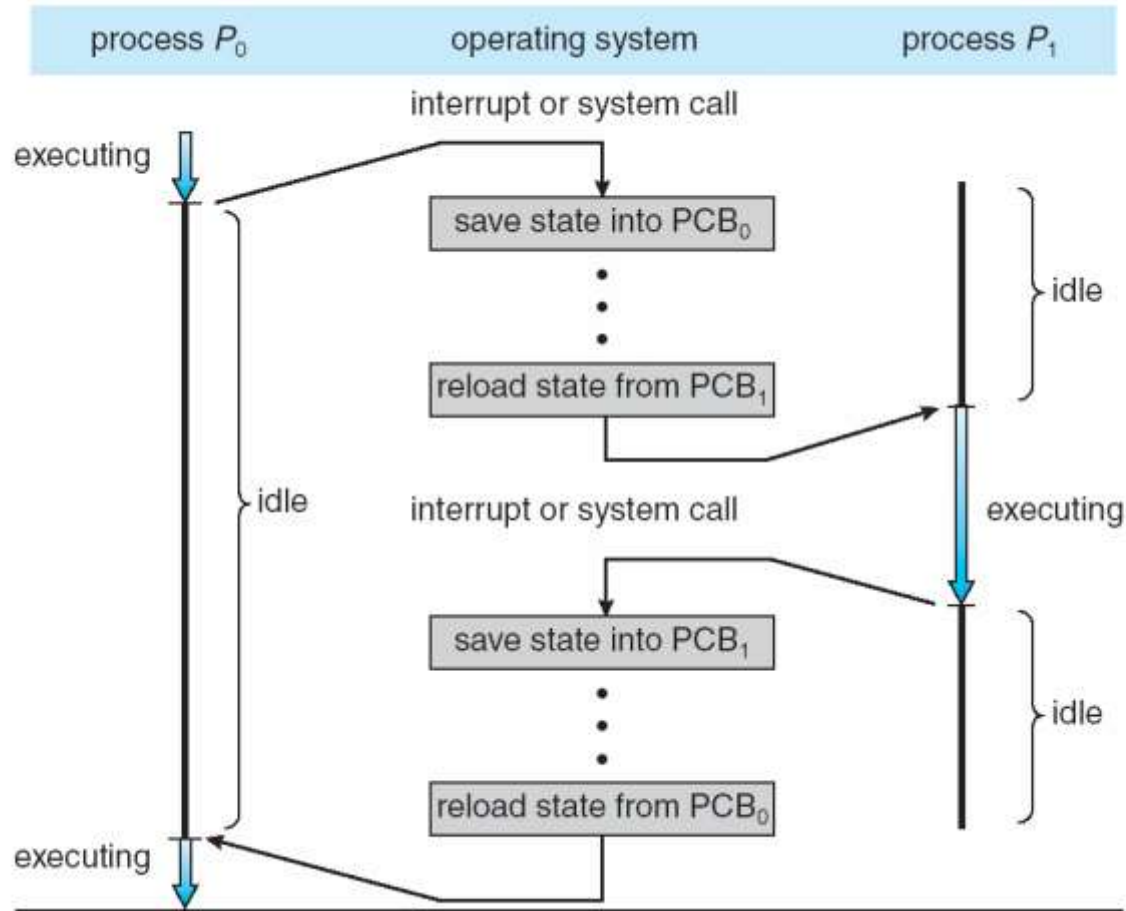 process P₀ operating system process P₁
interrupt or system call
executing
save state into PCB₀
idle
reload state from PCB₁
idle
interrupt or system call
executing
save state into PCB₁
idle
reload state from PCB₀
executing